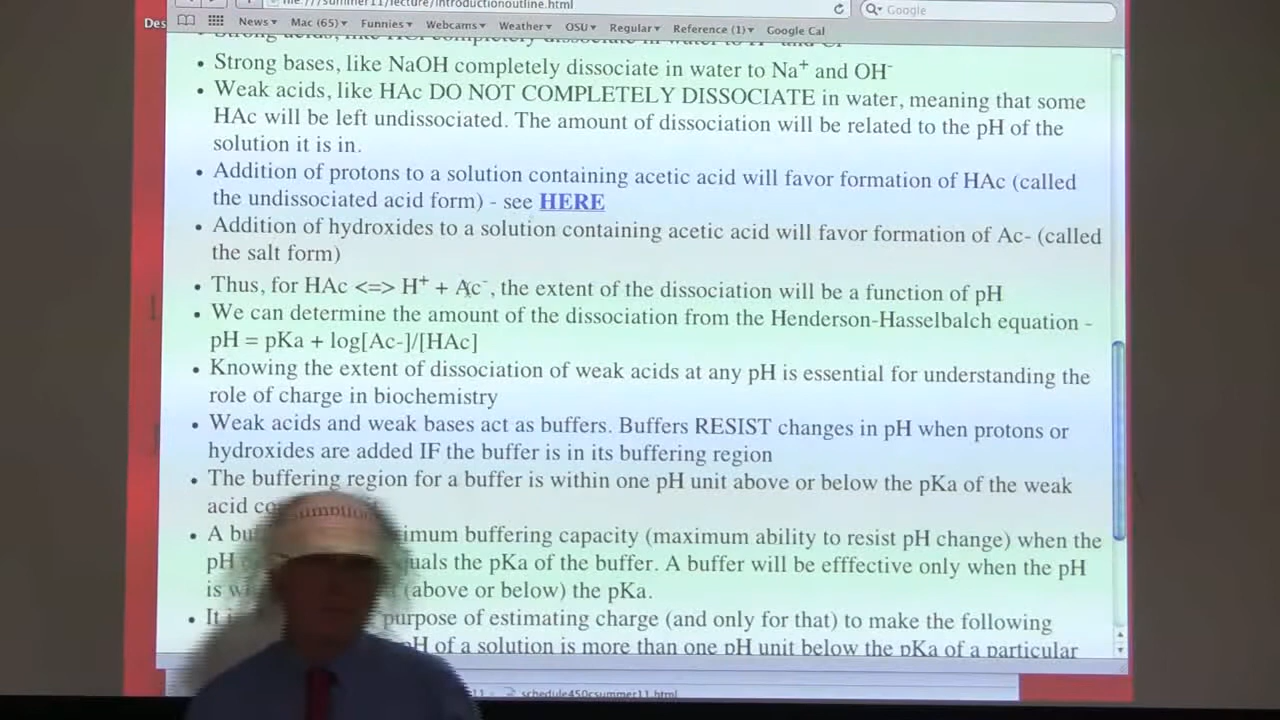 file:///summer11/lecture/introductionoutline.html
Google
Des
News Mac (65) Funnies Webcams Weather OSU Regular Reference (1) Google Cal
• Strong bases, like NaOH completely dissociate in water to Na⁺ and OH⁻
• Weak acids, like HAc DO NOT COMPLETELY DISSOCIATE in water, meaning that some
HAc will be left undissociated. The amount of dissociation will be related to the pH of the
solution it is in.
• Addition of protons to a solution containing acetic acid will favor formation of HAc (called
the undissociated acid form) - see HERE
• Addition of hydroxides to a solution containing acetic acid will favor formation of Ac- (called
the salt form)
• Thus, for HAc <=> H⁺ + Ac⁻, the extent of the dissociation will be a function of pH
• We can determine the amount of the dissociation from the Henderson-Hasselbalch equation -
pH = pKa + log[Ac-]/[HAc]
• Knowing the extent of dissociation of weak acids at any pH is essential for understanding the
role of charge in biochemistry
• Weak acids and weak bases act as buffers. Buffers RESIST changes in pH when protons or
hydroxides are added IF the buffer is in its buffering region
• The buffering region for a buffer is within one pH unit above or below the pKa of the weak
acid
• A imum buffering capacity (maximum ability to resist pH change) when the
pH uals the pKa of the buffer. A buffer will be efffective only when the pH
is (above or below) the pKa.
• It purpose of estimating charge (and only for that) to make the following
sumption
pH of a solution is more than one pH unit below the pKa of a particular
schedule450csummer11.html